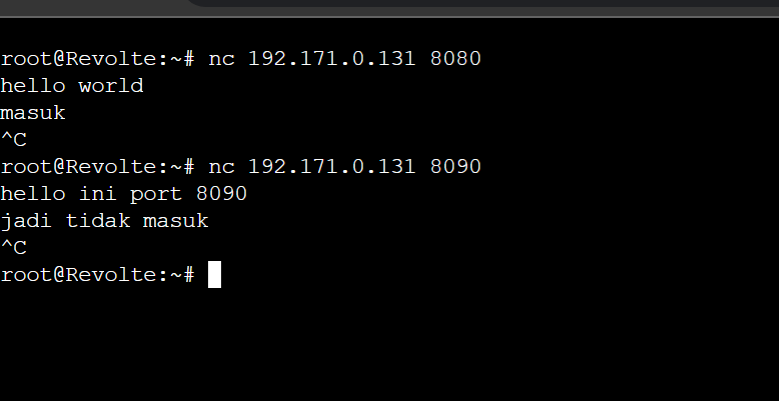 root@Revolte:~# nc 192.171.0.131 8080
hello world
masuk
^C
root@Revolte:~# nc 192.171.0.131 8090
hello ini port 8090
jadi tidak masuk
^C
root@Revolte:~#